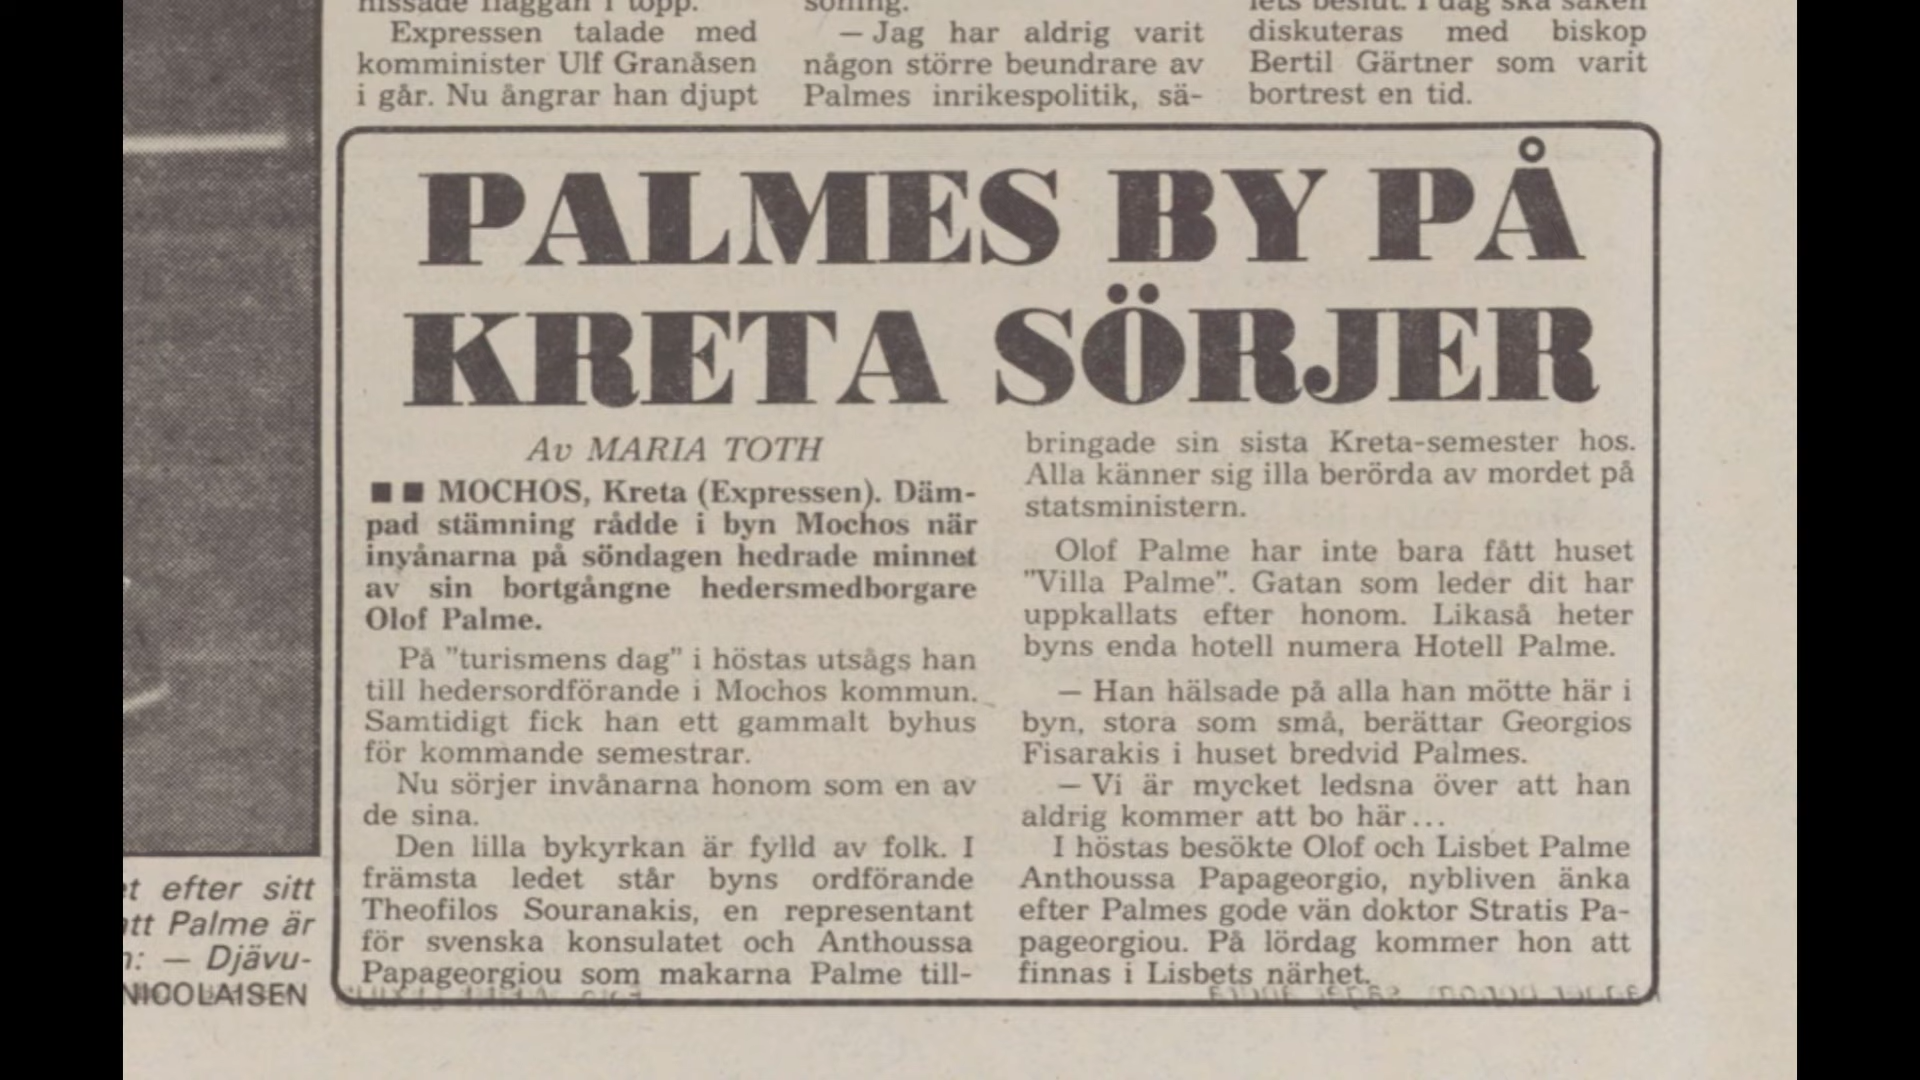 hissade flaggan i topp.
Expressen talade med
komminister Ulf Granåsen
i går. Nu ångrar han djupt
soning.
— Jag har aldrig varit
någon större beundrare av
Palmes inrikespolitik, så-
lets beslut. I dag ska saken
diskuteras med biskop
Bertil Gärtner som varit
bortrest en tid.
PALMES BY PÅ
KRETA SÖRJER
Av MARIA TOTH
■ ■ MOCHOS, Kreta (Expressen). Däm-
pad stämning rådde i byn Mochos när
invånarna på söndagen hedrade minnet
av sin bortgångne hedersmedborgare
Olof Palme.
På "turismens dag" i höstas utsågs han
till hedersordförande i Mochos kommun.
Samtidigt fick han ett gammalt byhus
för kommande semestrar.
Nu sörjer invånarna honom som en av
de sina.
Den lilla bykyrkan är fylld av folk. I
främsta ledet står byns ordförande
Theofilos Souranakis, en representant
för svenska konsulatet och Anthoussa
Papageorgiou som makarna Palme till-
bringade sin sista Kreta-semester hos.
Alla känner sig illa berörda av mordet på
statsministern.
Olof Palme har inte bara fått huset
"Villa Palme". Gatan som leder dit har
uppkallats efter honom. Likaså heter
byns enda hotell numera Hotell Palme.
— Han hälsade på alla han mötte här i
byn, stora som små, berättar Georgios
Fisarakis i huset bredvid Palmes.
— Vi är mycket ledsna över att han
aldrig kommer att bo här...
I höstas besökte Olof och Lisbet Palme
Anthoussa Papageorgio, nybliven änka
efter Palmes gode vän doktor Stratis Pa-
pageorgiou. På lördag kommer hon att
finnas i Lisbets närhet.
t efter sitt
tt Palme är
n: — Djävu-
NICOLAISEN